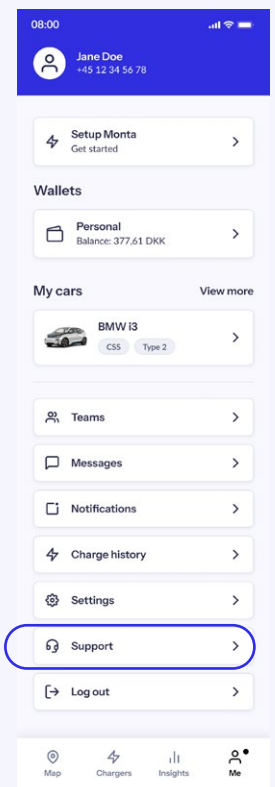 08:00
Jane Doe
+45 12 34 56 78
Setup Monta
Get started
Wallets
Personal
Balance: 377,61 DKK
My cars View more
BMW i3
CSS Type 2
Teams
Messages
Notifications
Charge history
Settings
Support
Log out
Map Chargers Insights Me